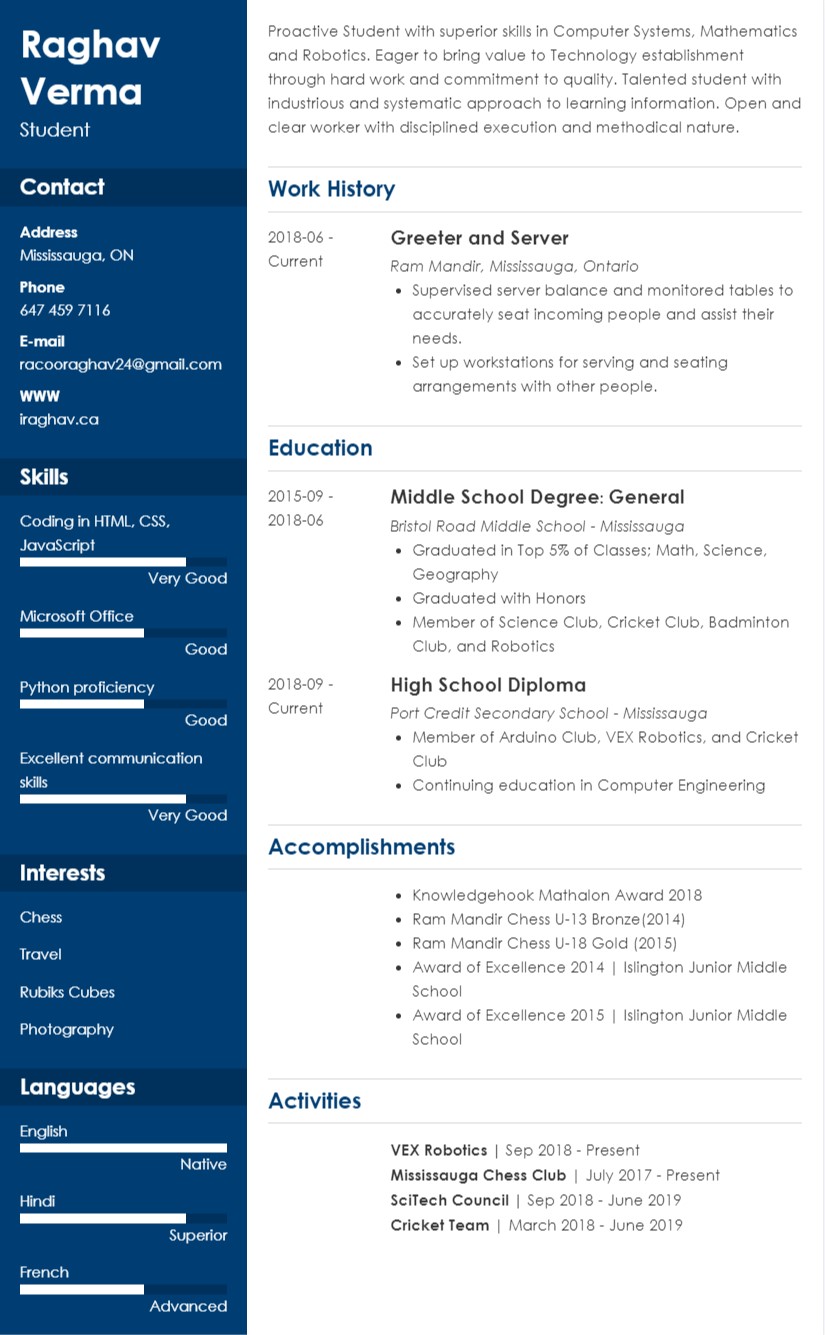 Raghav
Verma
Student
Contact
Address
Mississauga, ON
Phone
647 459 7116
E-mail
racooraghav24@gmail.com
WWW
iraghav.ca
Skills
Coding in HTML, CSS,
JavaScript
Very Good
Microsoft Office
Good
Python proficiency
Good
Excellent communication
skills
Very Good
Interests
Chess
Travel
Rubiks Cubes
Photography
Languages
English
Native
Hindi
Superior
French
Advanced
Proactive Student with superior skills in Computer Systems, Mathematics
and Robotics. Eager to bring value to Technology establishment
through hard work and commitment to quality. Talented student with
industrious and systematic approach to learning information. Open and
clear worker with disciplined execution and methodical nature.
Work History
2018-06 -
Current
Greeter and Server
Ram Mandir, Mississauga, Ontario
• Supervised server balance and monitored tables to
accurately seat incoming people and assist their
needs.
• Set up workstations for serving and seating
arrangements with other people.
Education
2015-09 -
2018-06
Middle School Degree: General
Bristol Road Middle School - Mississauga
• Graduated in Top 5% of Classes; Math, Science,
Geography
• Graduated with Honors
• Member of Science Club, Cricket Club, Badminton
Club, and Robotics
2018-09 -
Current
High School Diploma
Port Credit Secondary School - Mississauga
• Member of Arduino Club, VEX Robotics, and Cricket
Club
• Continuing education in Computer Engineering
Accomplishments
• Knowledgehook Mathalon Award 2018
• Ram Mandir Chess U-13 Bronze(2014)
• Ram Mandir Chess U-18 Gold (2015)
• Award of Excellence 2014 | Islington Junior Middle
School
• Award of Excellence 2015 | Islington Junior Middle
School
Activities
VEX Robotics | Sep 2018 - Present
Mississauga Chess Club | July 2017 - Present
SciTech Council | Sep 2018 - June 2019
Cricket Team | March 2018 - June 2019